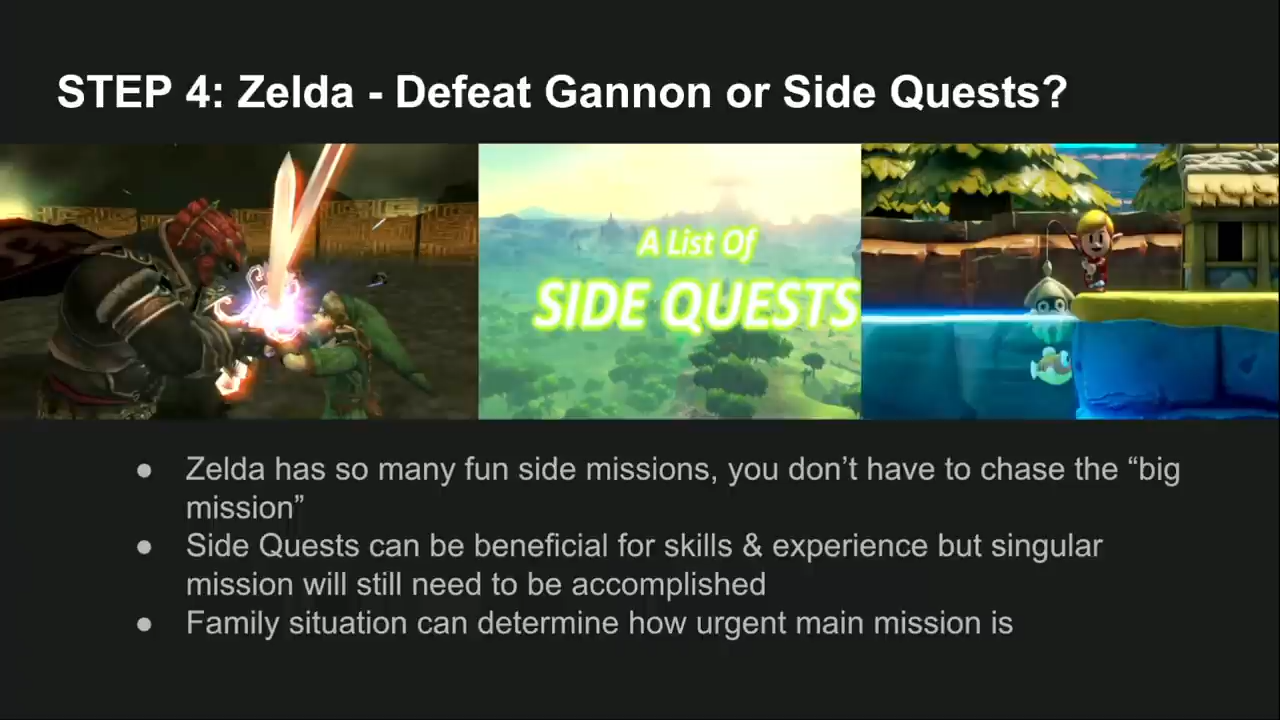 STEP 4: Zelda - Defeat Gannon or Side Quests?
A List Of
SIDE QUESTS
● Zelda has so many fun side missions, you don’t have to chase the “big
mission”
● Side Quests can be beneficial for skills & experience but singular
mission will still need to be accomplished
● Family situation can determine how urgent main mission is